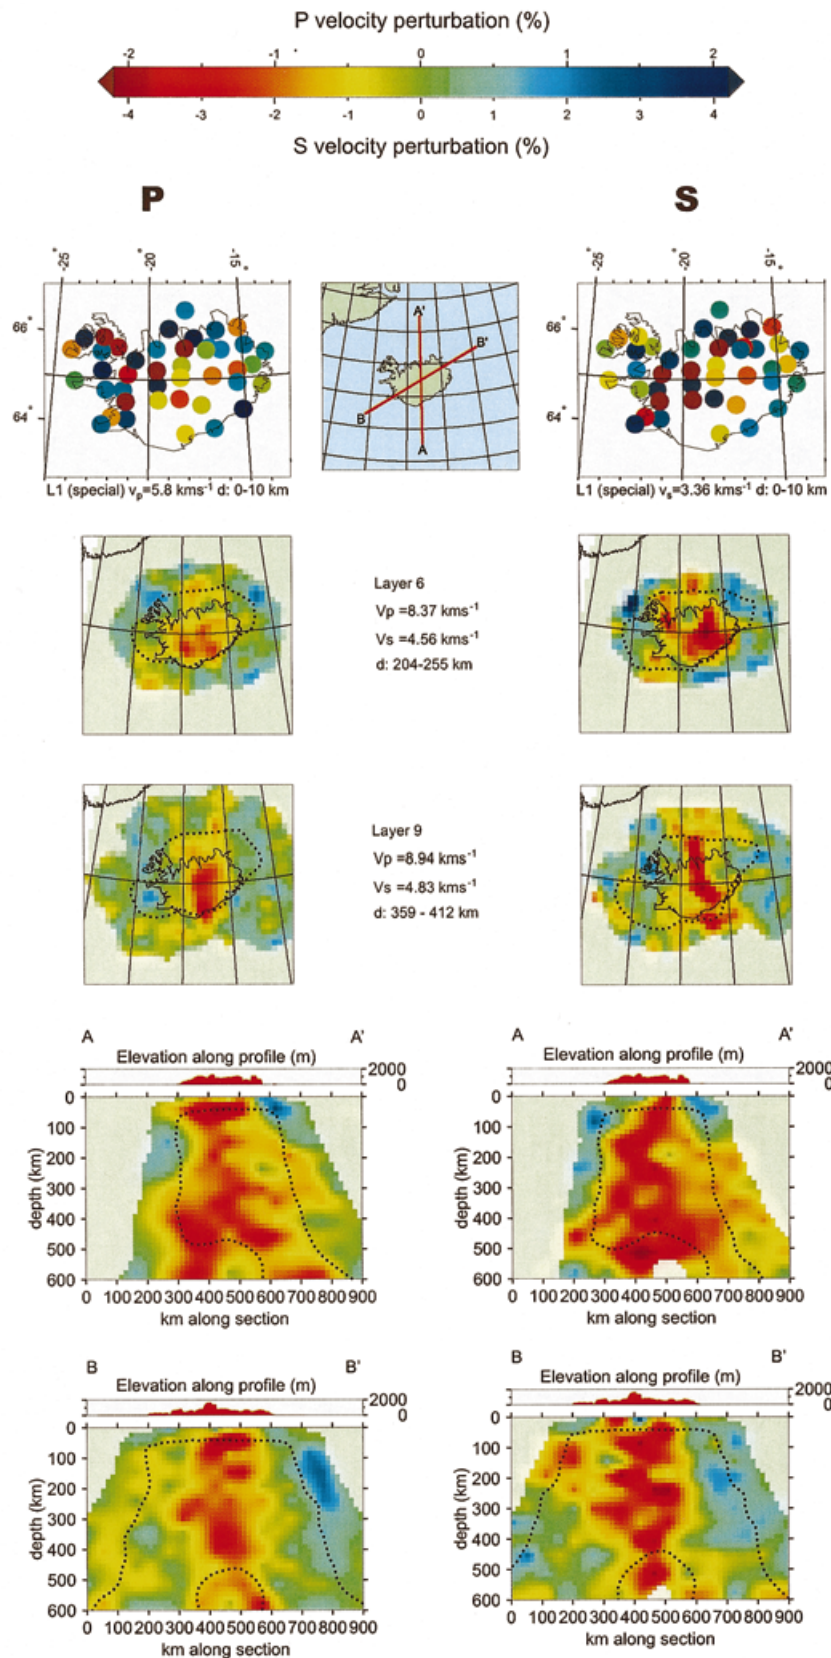 P velocity perturbation (%)
-2 -1 0 1 2
-4 -3 -2 -1 0 1 2 3 4
S velocity perturbation (%)
P S
-25° -20° -15°
66°
64°
L1 (special) vp=5.8 kms-1 d: 0-10 km
A'
B'
B
A
-25° -20° -15°
66°
64°
L1 (special) vs=3.36 kms-1 d: 0-10 km
Layer 6
Vp =8.37 kms-1
Vs =4.56 kms-1
d: 204-255 km
Layer 9
Vp =8.94 kms-1
Vs =4.83 kms-1
d: 359 - 412 km
A A'
Elevation along profile (m)
2000
0
0
100
200
300
400
500
600
depth (km)
0 100 200 300 400 500 600 700 800 900
km along section
A A'
Elevation along profile (m)
2000
0
0
100
200
300
400
500
600
depth (km)
0 100 200 300 400 500 600 700 800 900
km along section
B B'
Elevation along profile (m)
2000
0
0
100
200
300
400
500
600
depth (km)
0 100 200 300 400 500 600 700 800 900
km along section
B B'
Elevation along profile (m)
2000
0
0
100
200
300
400
500
600
depth (km)
0 100 200 300 400 500 600 700 800 900
km along section